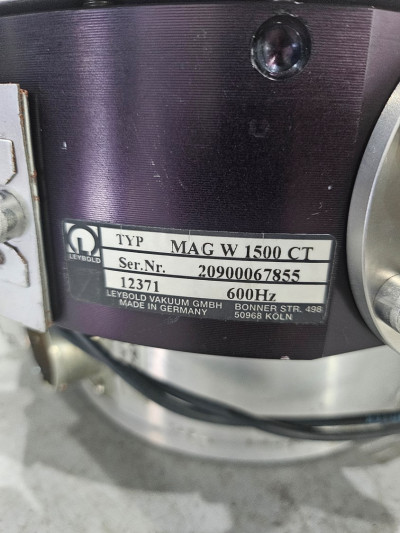 LEYBOLD
TYP MAG W 1500 CT
Ser.Nr. 20900067855
12371 600Hz
LEYBOLD VAKUUM GMBH BONNER STR. 498
MADE IN GERMANY 50968 KÖLN